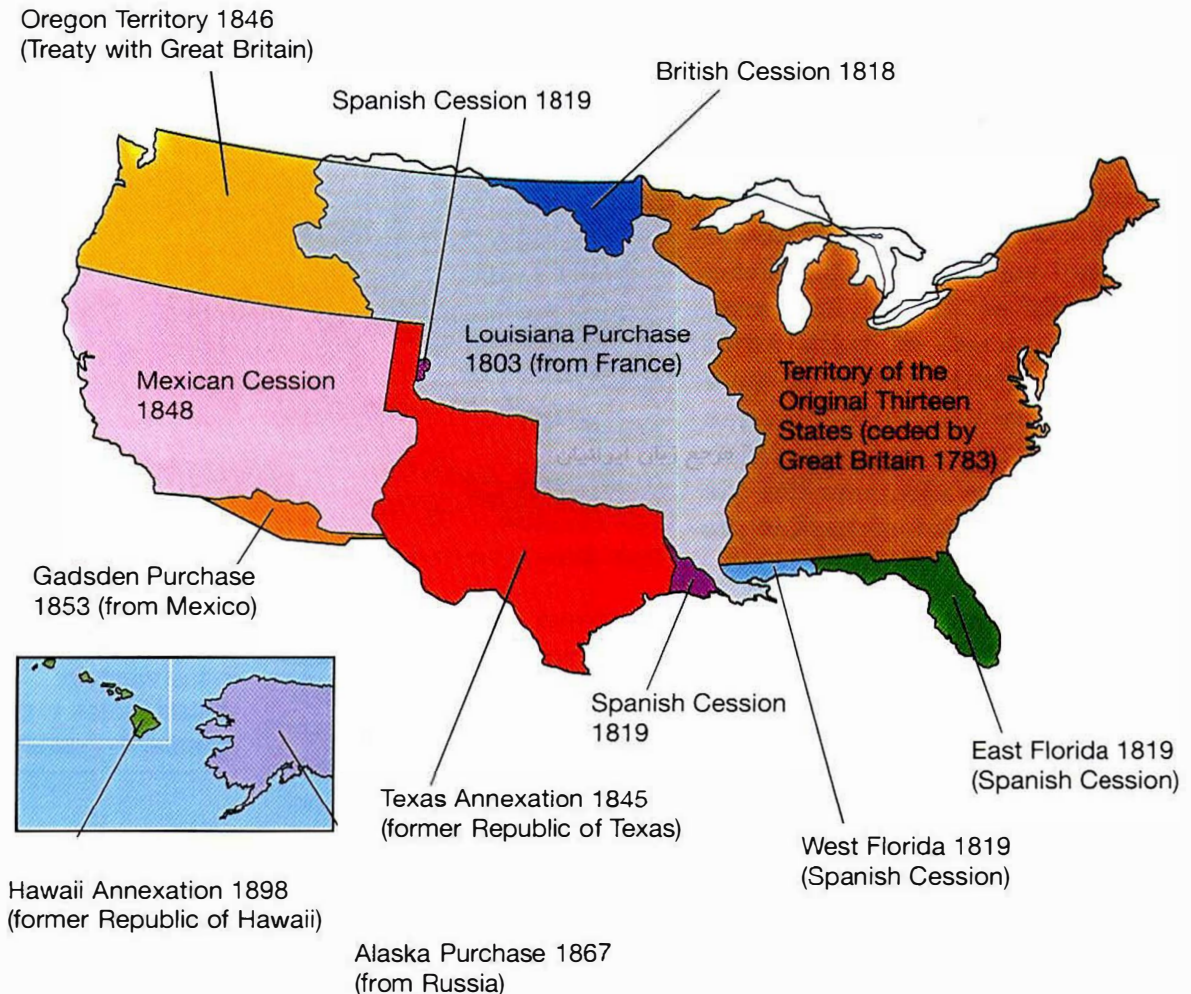 Oregon Territory 1846
(Treaty with Great Britain)
British Cession 1818
Spanish Cession 1819
Louisiana Purchase
1803 (from France)
Mexican Cession
1848
Territory of the
Original Thirteen
States (ceded by
Great Britain 1783)
Gadsden Purchase
1853 (from Mexico)
Spanish Cession
1819
East Florida 1819
(Spanish Cession)
Texas Annexation 1845
(former Republic of Texas)
West Florida 1819
(Spanish Cession)
Hawaii Annexation 1898
(former Republic of Hawaii)
Alaska Purchase 1867
(from Russia)